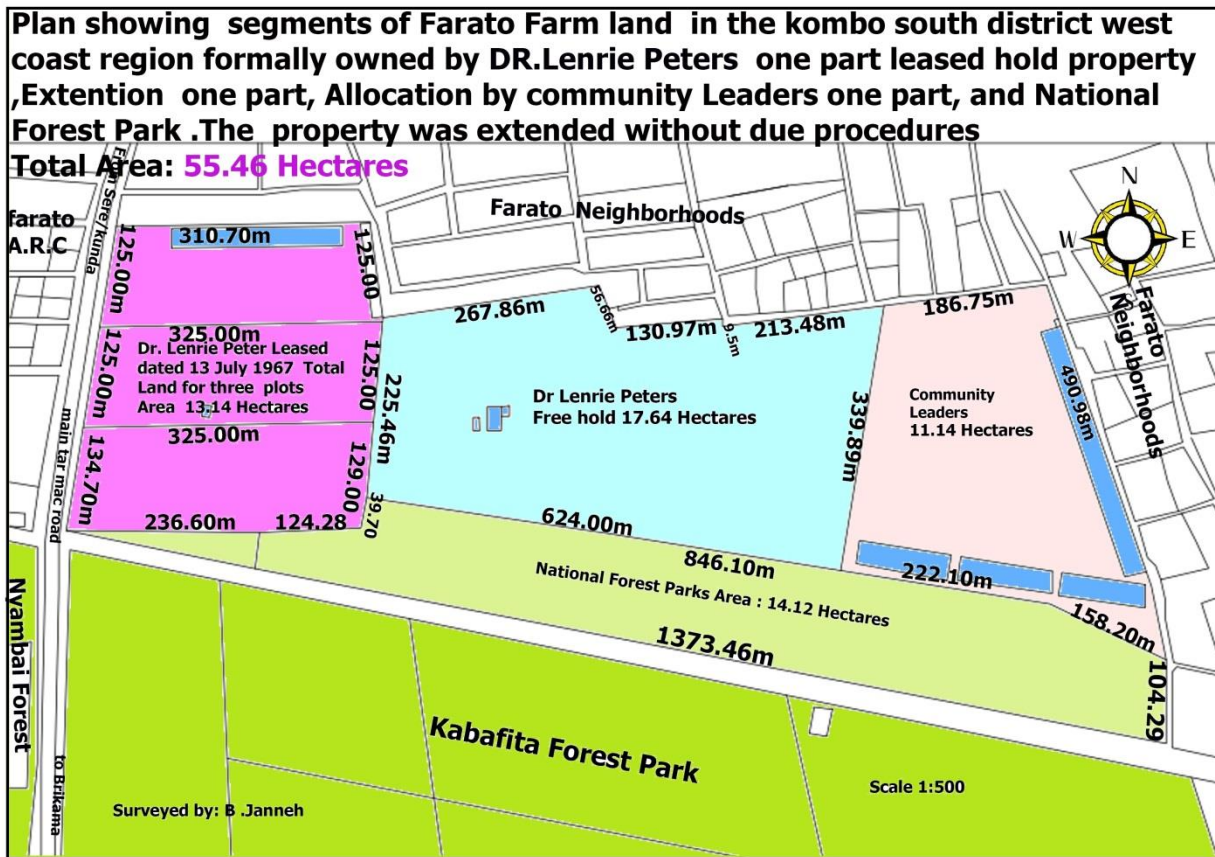 Plan showing segments of Farato Farm land in the kombo south district west
coast region formally owned by DR.Lenrie Peters one part leased hold property
,Extention one part, Allocation by community Leaders one part, and National
Forest Park .The property was extended without due procedures
Total Area: 55.46 Hectares
farato
A.R.C
From Sere/kunda
125.00m
310.70m
125.00
Farato Neighborhoods
N
W
E
S
Farato
Neighborhoods
267.86m
56.66m
130.97m
9.5m
213.48m
186.75m
325.00m
125.00m
Dr. Lenrie Peter Leased
dated 13 July 1967 Total
Land for three plots
Area 13.14 Hectares
125.00
225.46m
325.00m
Dr Lenrie Peters
Free hold 17.64 Hectares
339.89m
Community
Leaders
11.14 Hectares
490.98m
main tar mac road
134.70m
129.00
39.70
236.60m
124.28
624.00m
846.10m
222.10m
158.20m
National Forest Parks Area : 14.12 Hectares
1373.46m
104.29
Nyambai Forest
Kabafita Forest Park
to Brikama
Surveyed by: B .Janneh
Scale 1:500